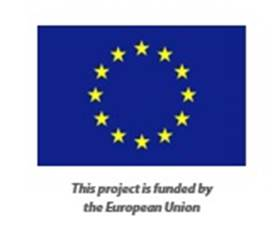 This project is funded by
the European Union